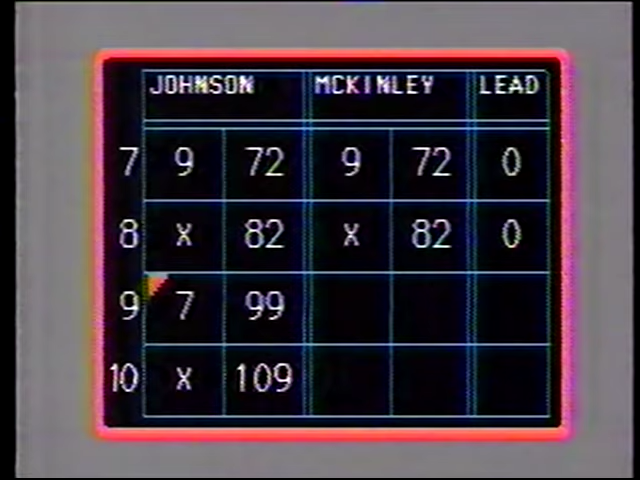 JOHNSON MCKINLEY LEAD
7 9 72 9 72 0
8 X 82 X 82 0
9 7 99
10 X 109